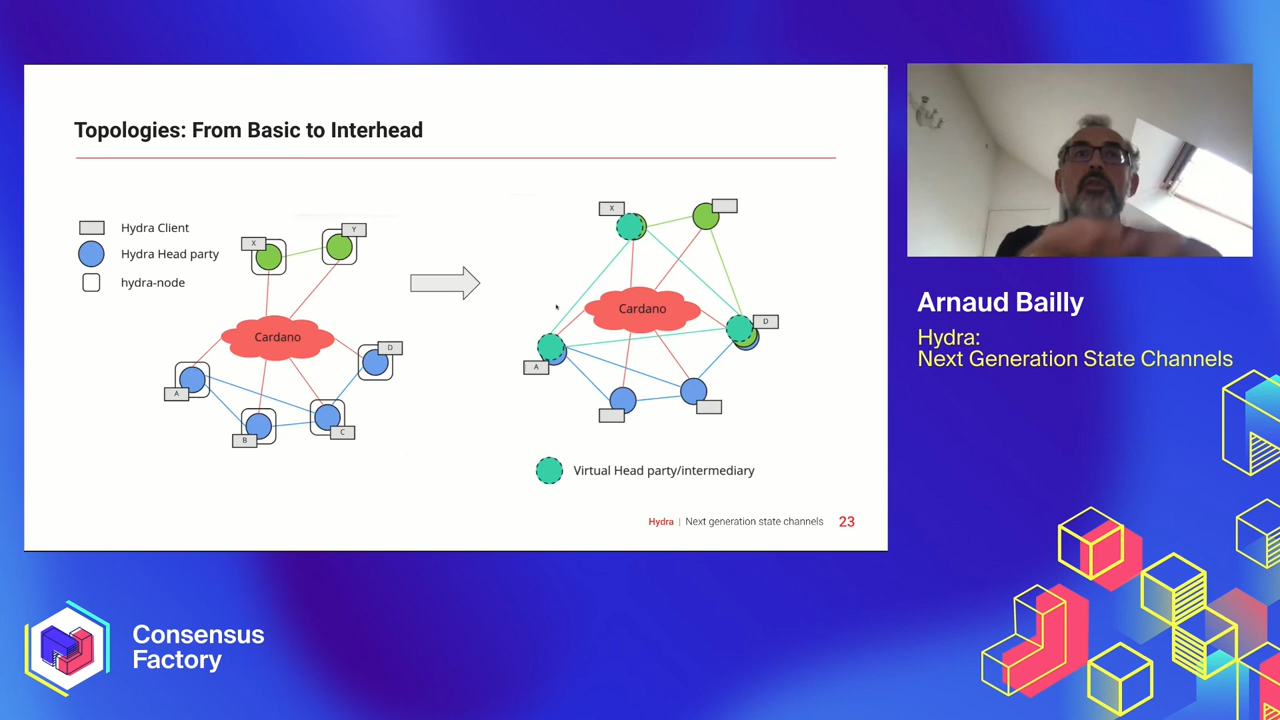 Topologies: From Basic to Interhead
Hydra Client
Hydra Head party
hydra-node
X
Y
Cardano
A
B
C
D
X
Cardano
D
A
Virtual Head party/intermediary
Hydra | Next generation state channels 23
Arnaud Bailly
Hydra:
Next Generation State Channels
Consensus
Factory